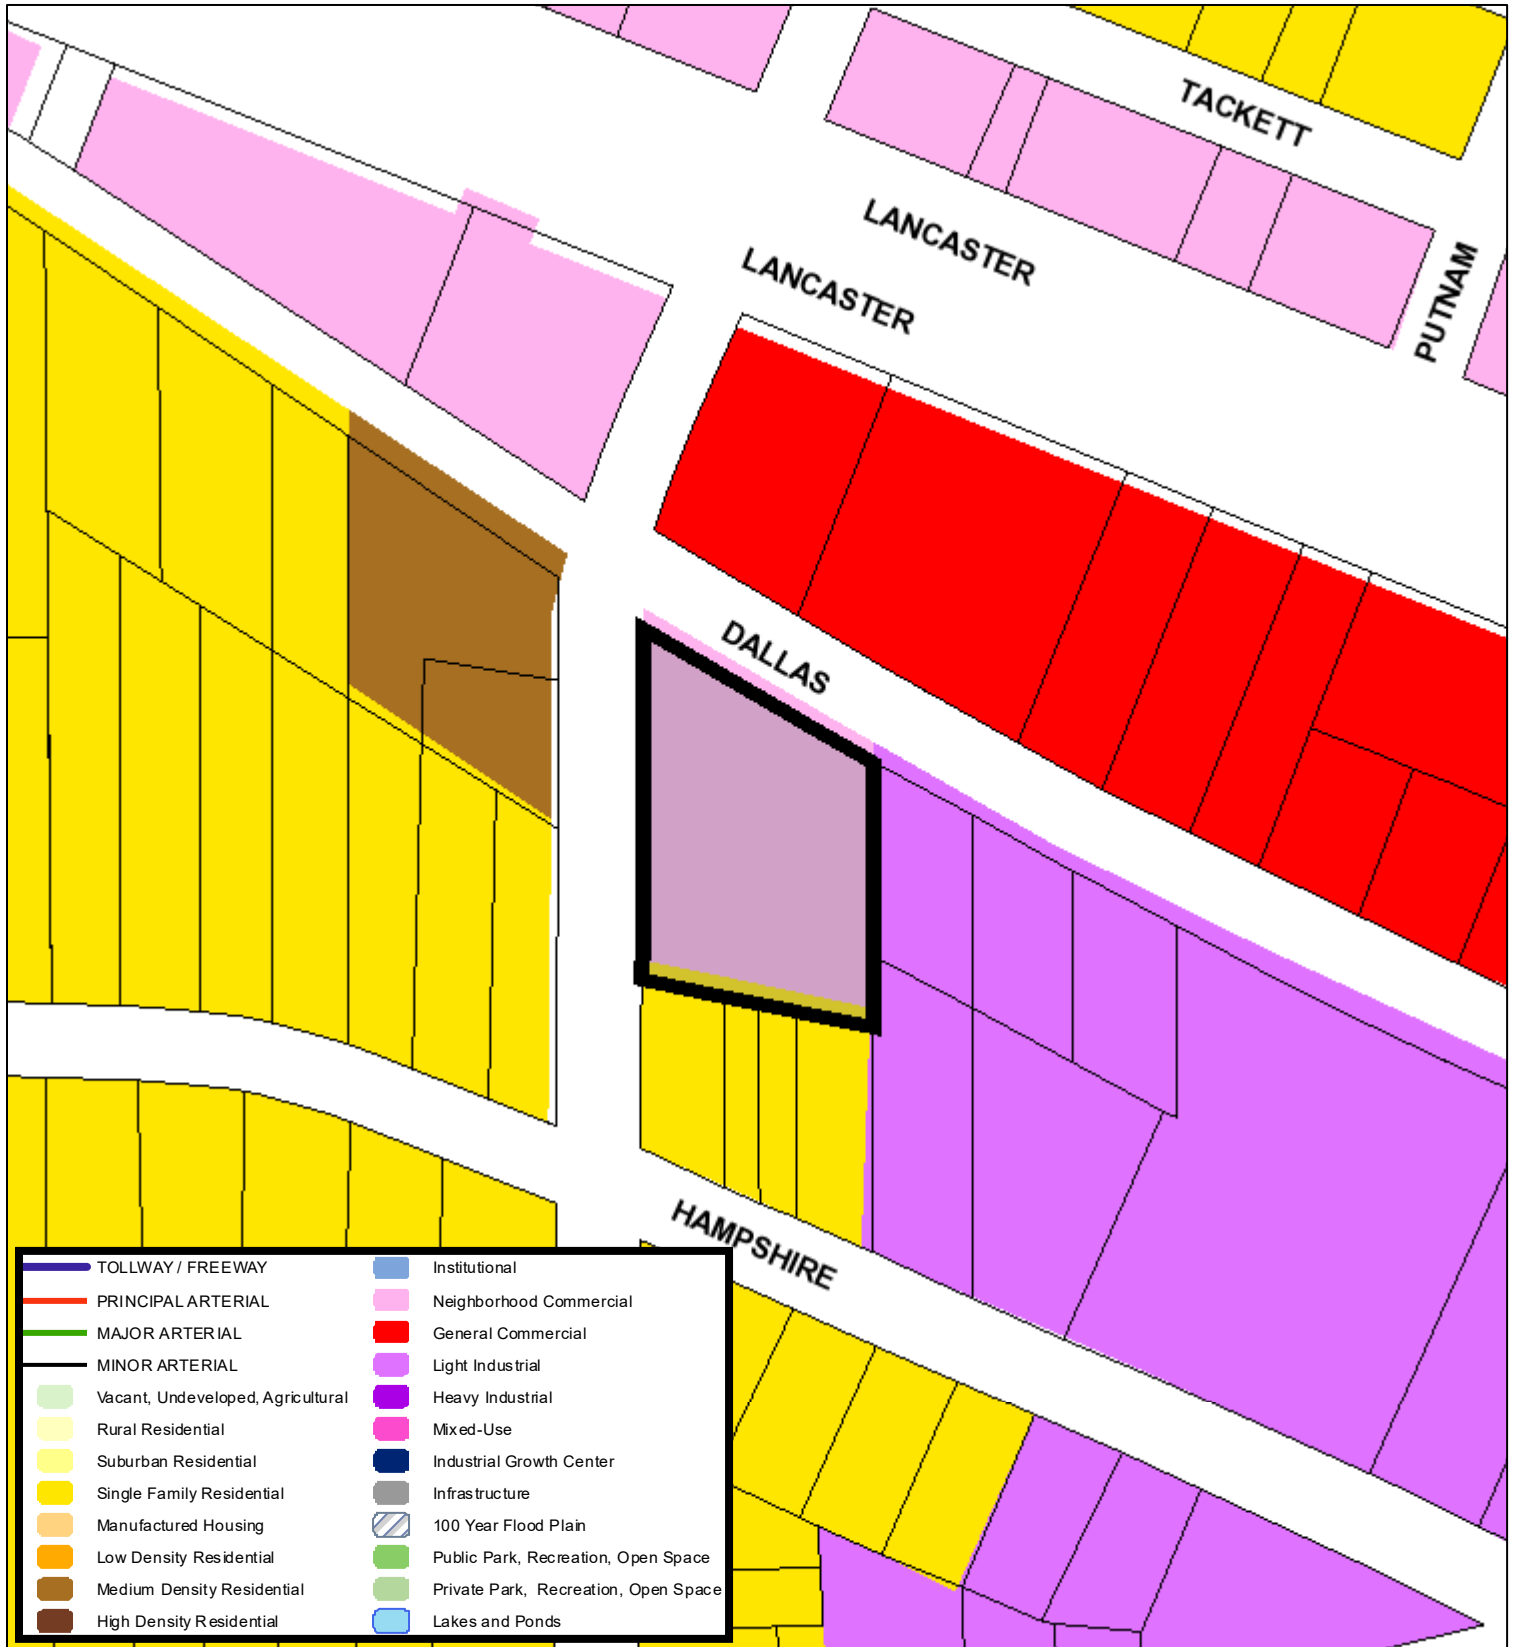 TACKETT
LANCASTER
LANCASTER
PUTNAM
DALLAS
HAMPSHIRE
TOLLWAY / FREEWAY
PRINCIPAL ARTERIAL
MAJOR ARTERIAL
MINOR ARTERIAL
Vacant, Undeveloped, Agricultural
Rural Residential
Suburban Residential
Single Family Residential
Manufactured Housing
Low Density Residential
Medium Density Residential
High Density Residential
Institutional
Neighborhood Commercial
General Commercial
Light Industrial
Heavy Industrial
Mixed-Use
Industrial Growth Center
Infrastructure
100 Year Flood Plain
Public Park, Recreation, Open Space
Private Park, Recreation, Open Space
Lakes and Ponds